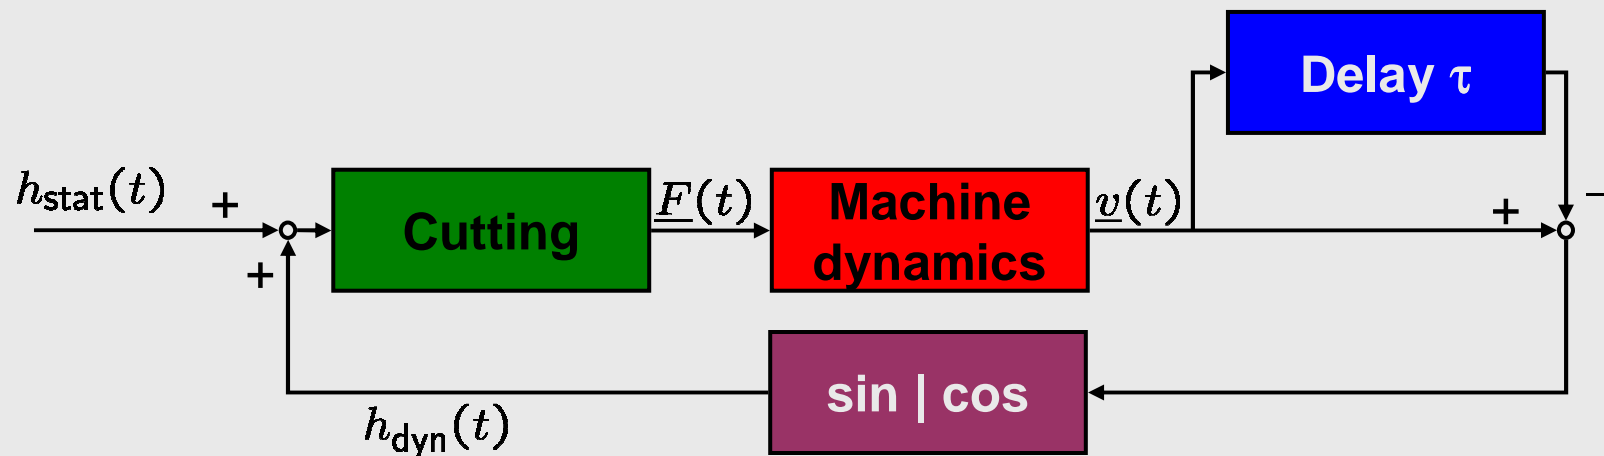 Delay τ
−
h_stat(t)
+
Cutting
F(t)
Machine
dynamics
v(t)
+
+
sin | cos
h_dyn(t)